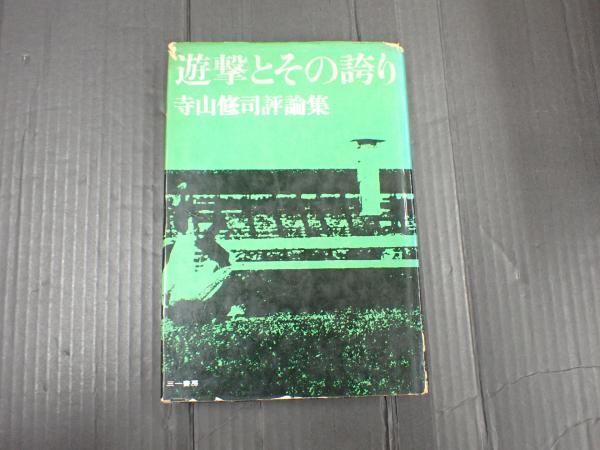 遊撃とその誇り
寺山修司評論集
三一書房